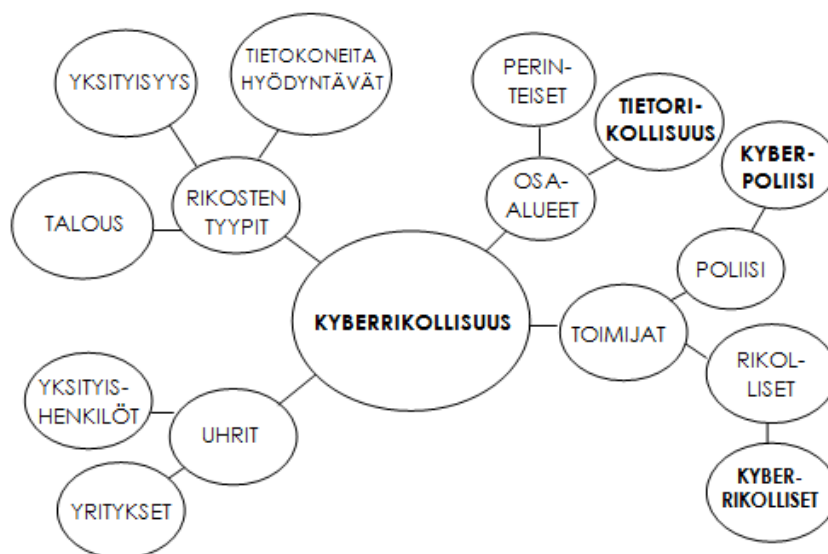 YKSITYISYYS
TIETOKONEITA
HYÖDYNTÄVÄT
TALOUS
RIKOSTEN
TYYPIT
PERIN-
TEISET
TIETORI-
KOLLISUUS
OSA-
ALUEET
KYBER-
POLIISI
POLIISI
KYBERRIKOLLISUUS
TOIMIJAT
RIKOL-
LISET
KYBER-
RIKOLLISET
YKSITYIS-
HENKILÖT
UHRIT
YRITYKSET